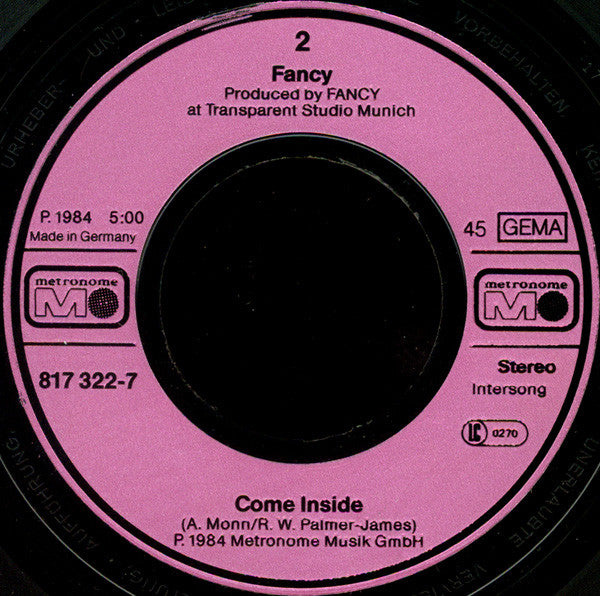 2
Fancy
Produced by FANCY
at Transparent Studio Munich
P. 1984 5:00
Made in Germany
45 GEMA
metronome
M
metronome
M
817 322-7
Stereo
Intersong
LC 0270
Come Inside
(A. Monn/R. W. Palmer-James)
P. 1984 Metronome Musik GmbH
URHEBER
UND
VORBEHALTEN
UNERLAUBTE
AUFFÜHRUNG